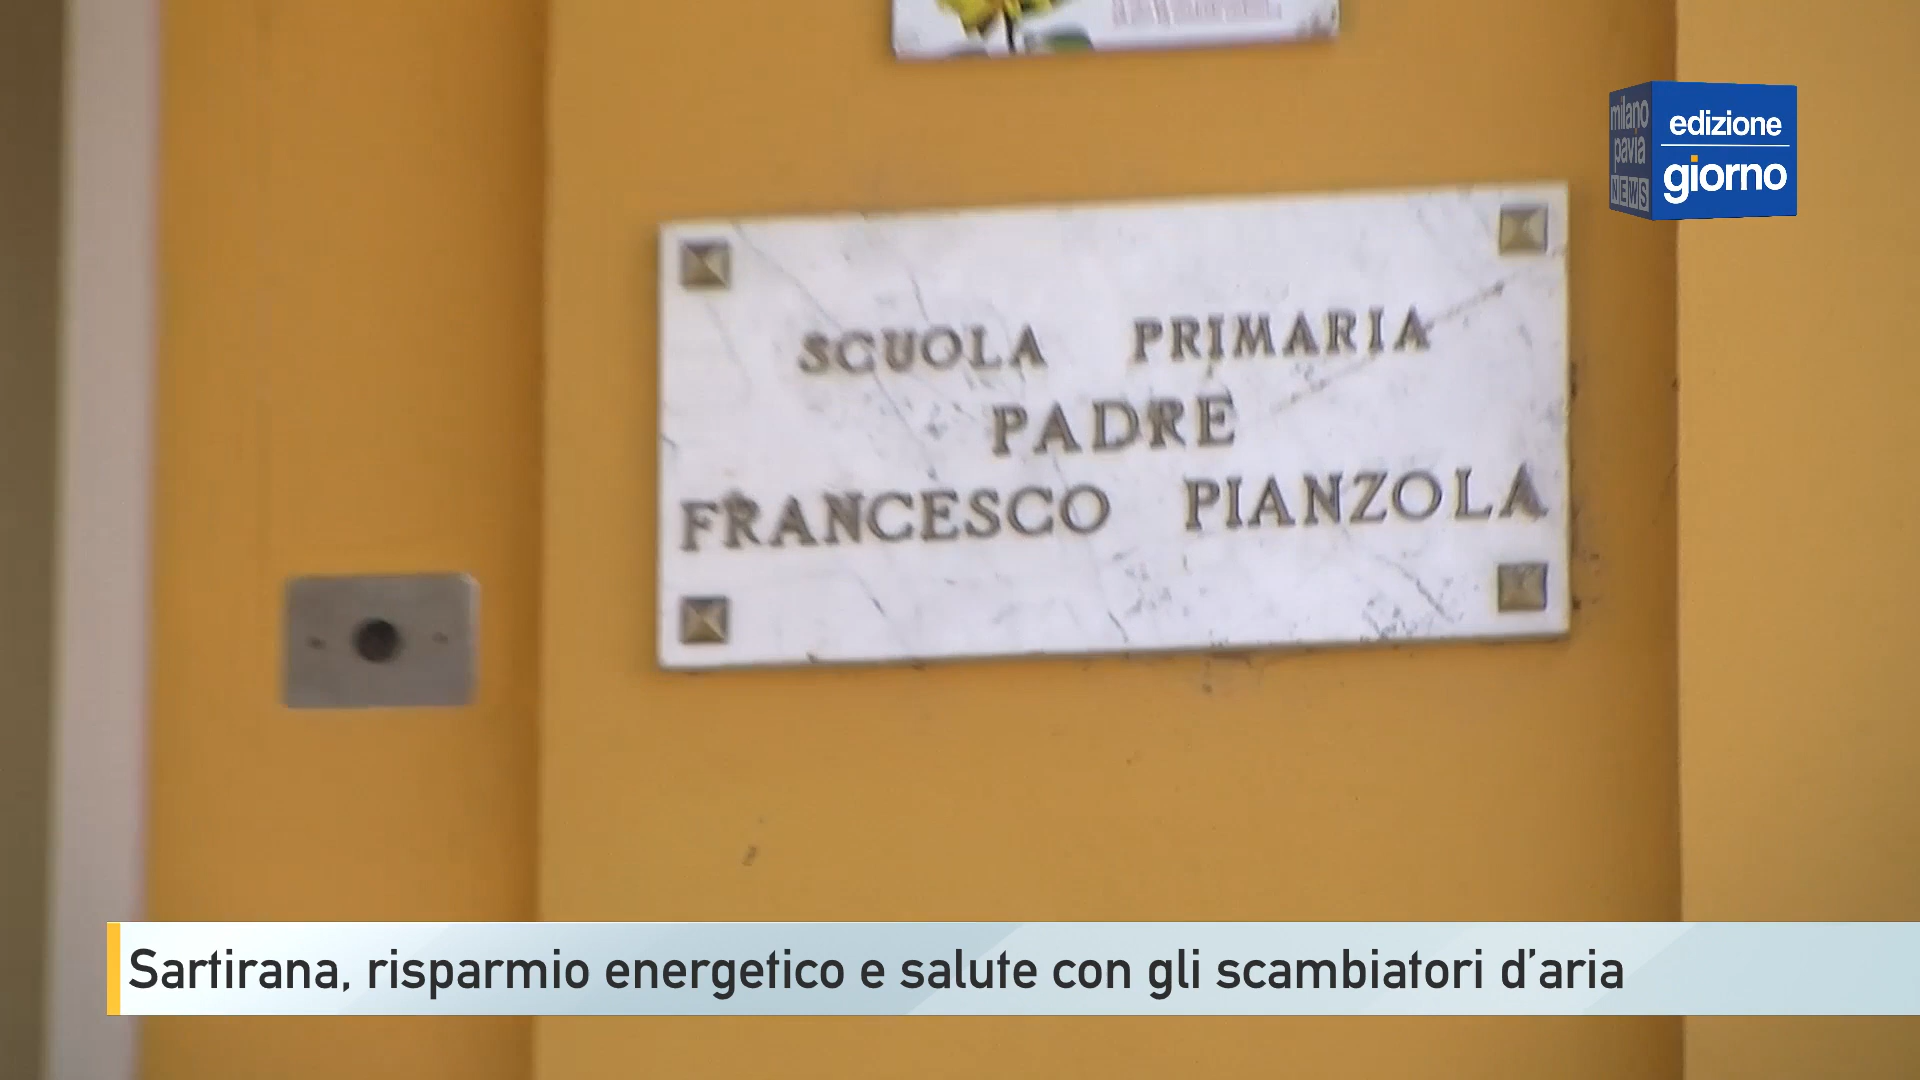 milano
pavia
NEWS
edizione
giorno
SCUOLA PRIMARIA
PADRE
FRANCESCO PIANZOLA
Sartirana, risparmio energetico e salute con gli scambiatori d'aria